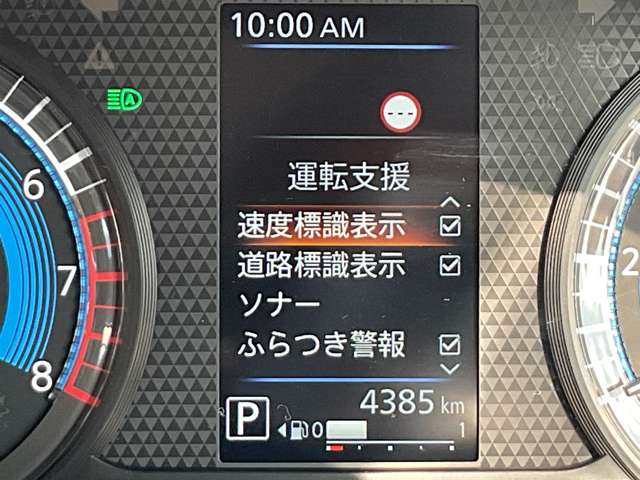 10:00 AM
---
運転支援
速度標識表示
道路標識表示
ソナー
ふらつき警報
4385 km
P
0 1
A
6
7
8
2